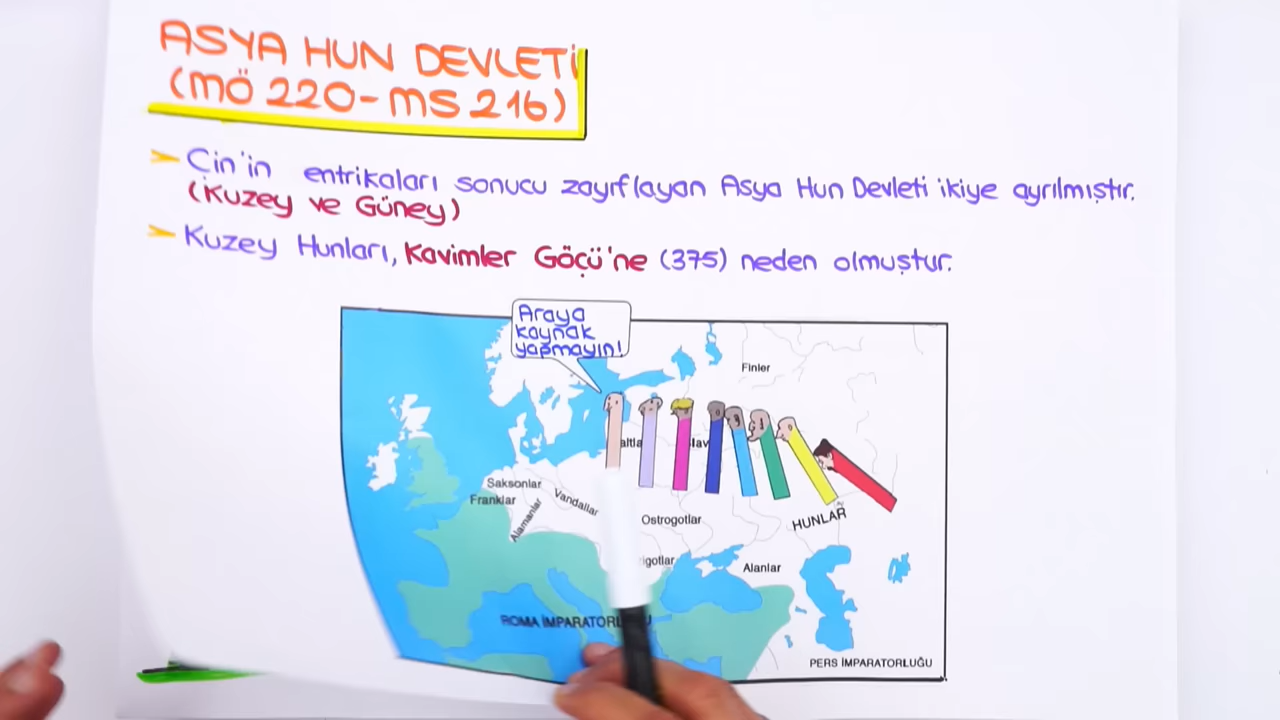 ASYA HUN DEVLETİ
(MÖ 220 - MS 216)
➤ Çin'in entrikaları sonucu zayıflayan Asya Hun Devleti ikiye ayrılmıştır.
(Kuzey ve Güney)
➤ Kuzey Hunları, Kavimler Göçü'ne (375) neden olmuştur.
Araya
kaynak
yapmayın!
Finler
Saksonlar
Franklar
Alamanlar
Vandallar
Ostrogotlar
HUNLAR
Alanlar
PERS İMPARATORLUĞU